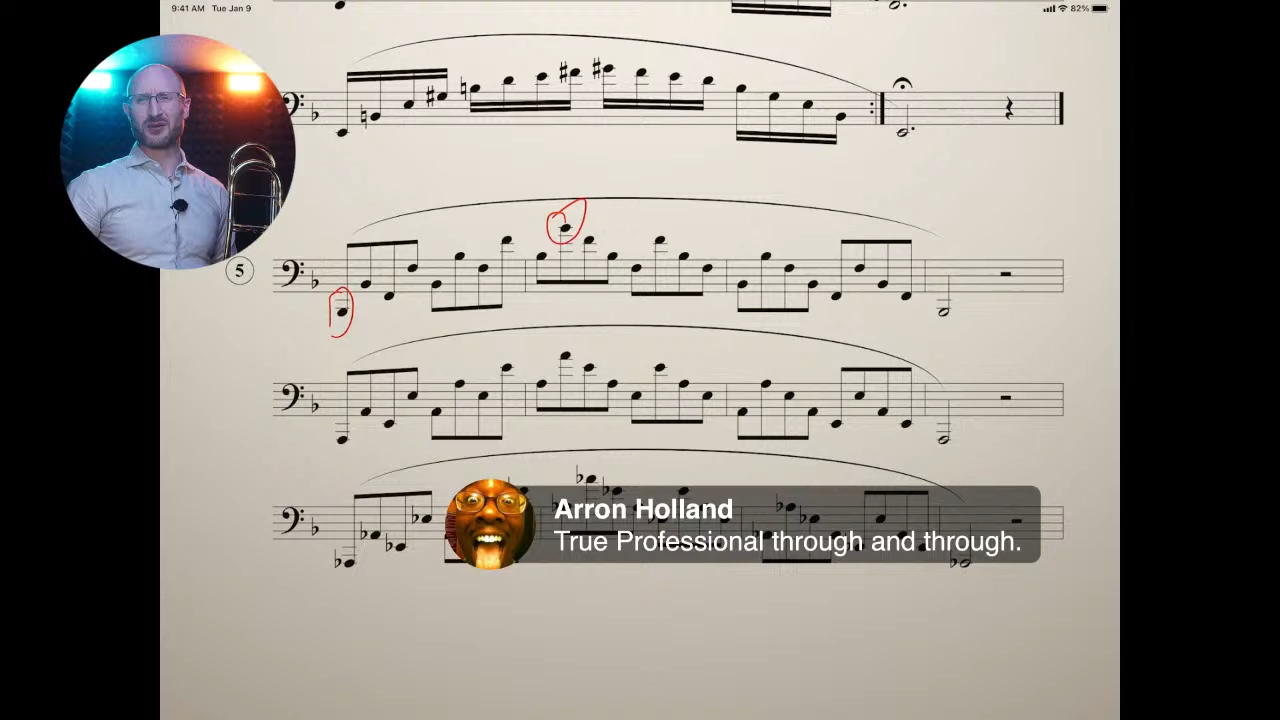 9:41 AM Tue Jan 9
82%
5
Arron Holland
True Professional through and through.